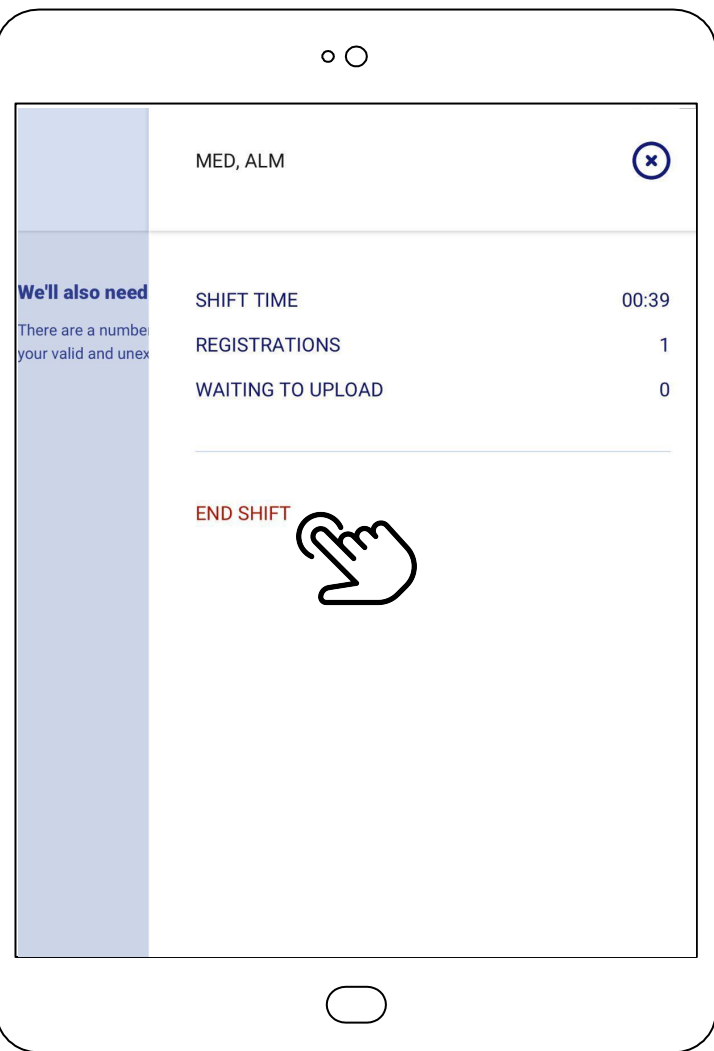 MED, ALM
We'll also need
There are a number
your valid and unex
SHIFT TIME 00:39
REGISTRATIONS 1
WAITING TO UPLOAD 0
END SHIFT